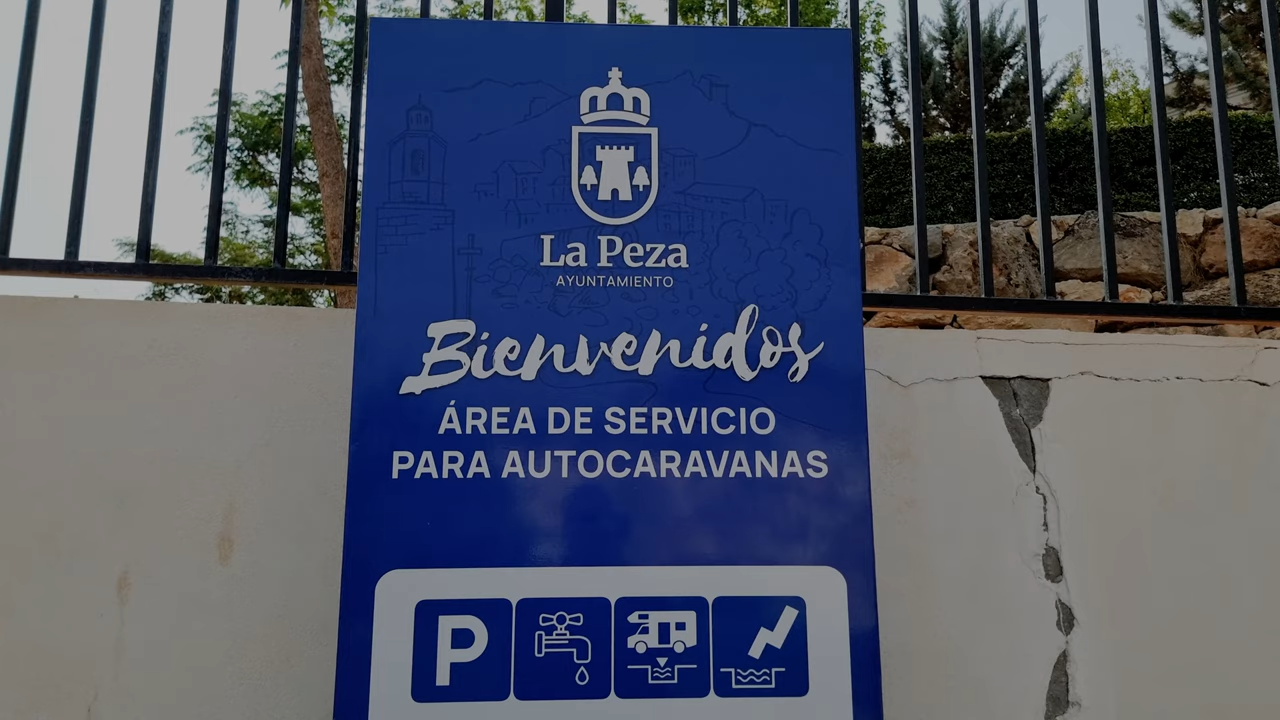 La Peza
AYUNTAMIENTO
Bienvenidos
ÁREA DE SERVICIO
PARA AUTOCARAVANAS
P